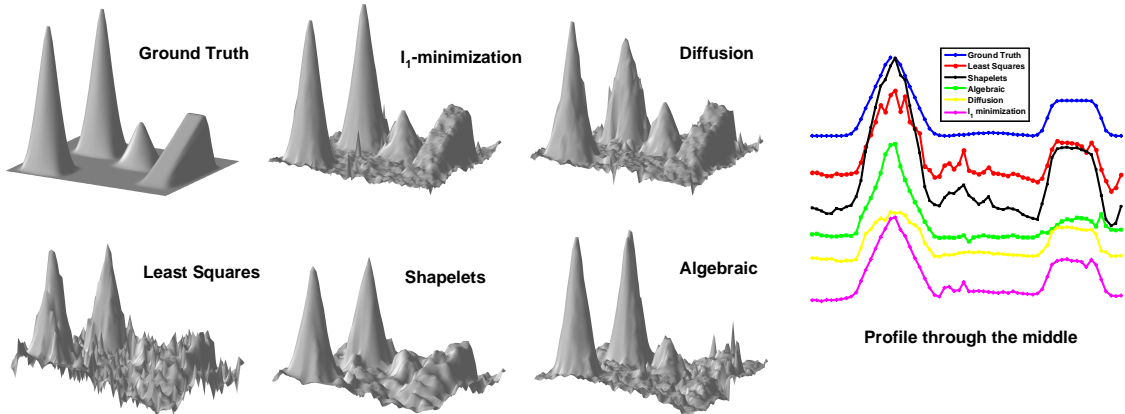 Ground Truth
l₁-minimization
Diffusion
Least Squares
Shapelets
Algebraic
Ground Truth
Least Squares
Shapelets
Algebraic
Diffusion
l₁ minimization
Profile through the middle